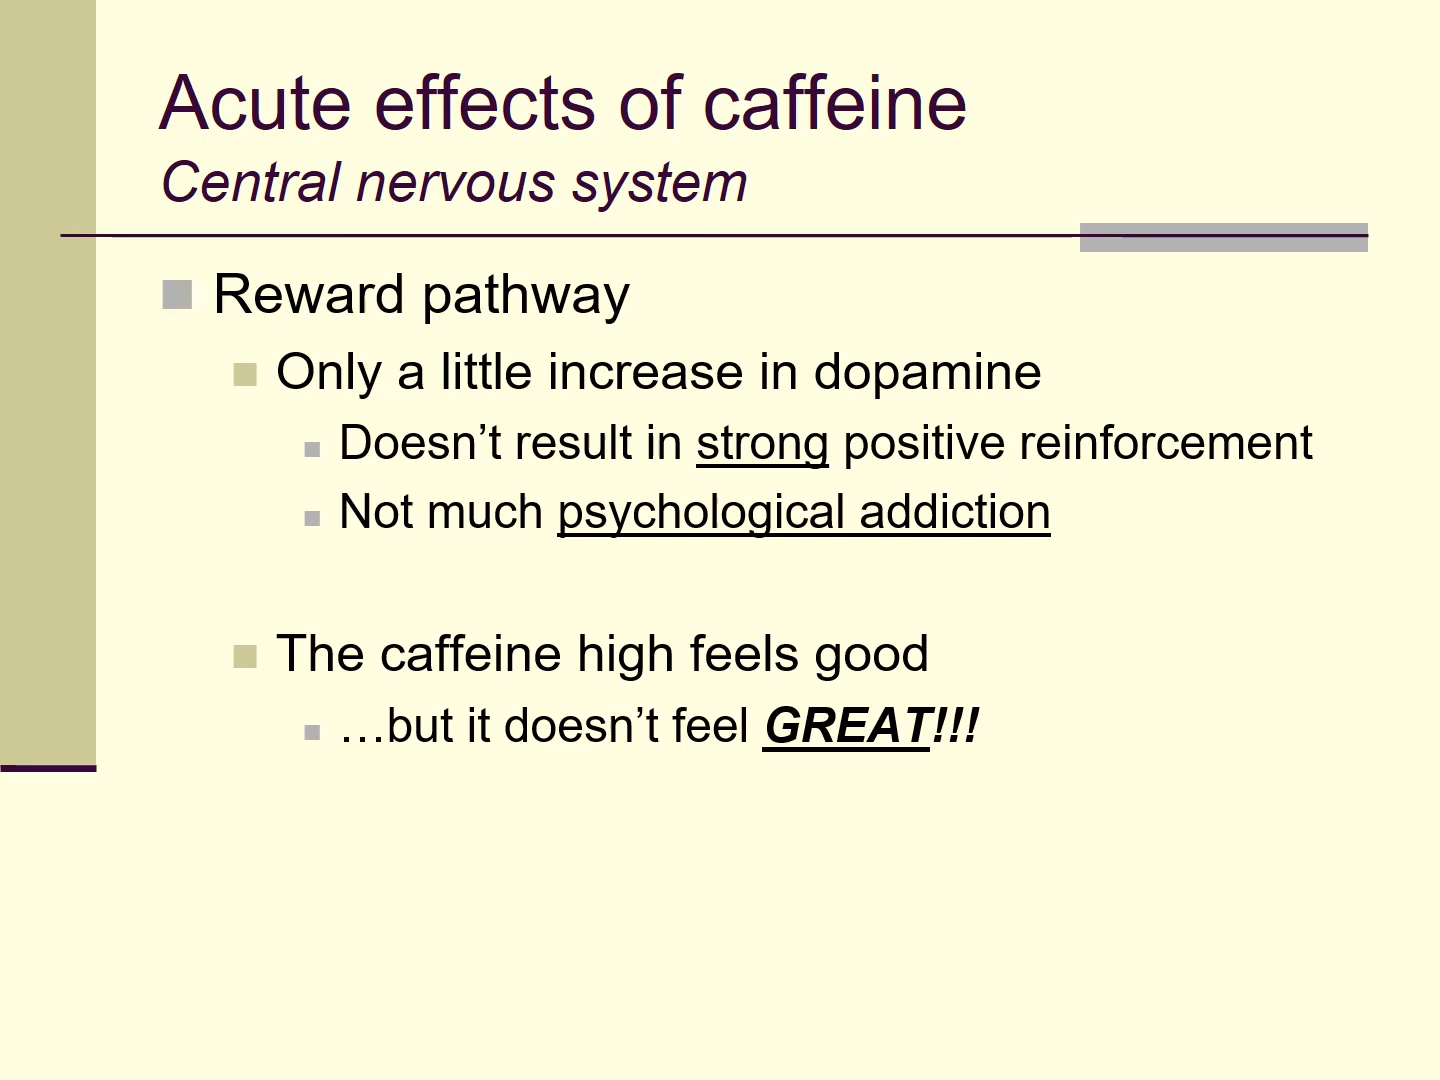 Acute effects of caffeine
Central nervous system
Reward pathway
Only a little increase in dopamine
Doesn’t result in strong positive reinforcement
Not much psychological addiction
The caffeine high feels good
…but it doesn’t feel GREAT!!!